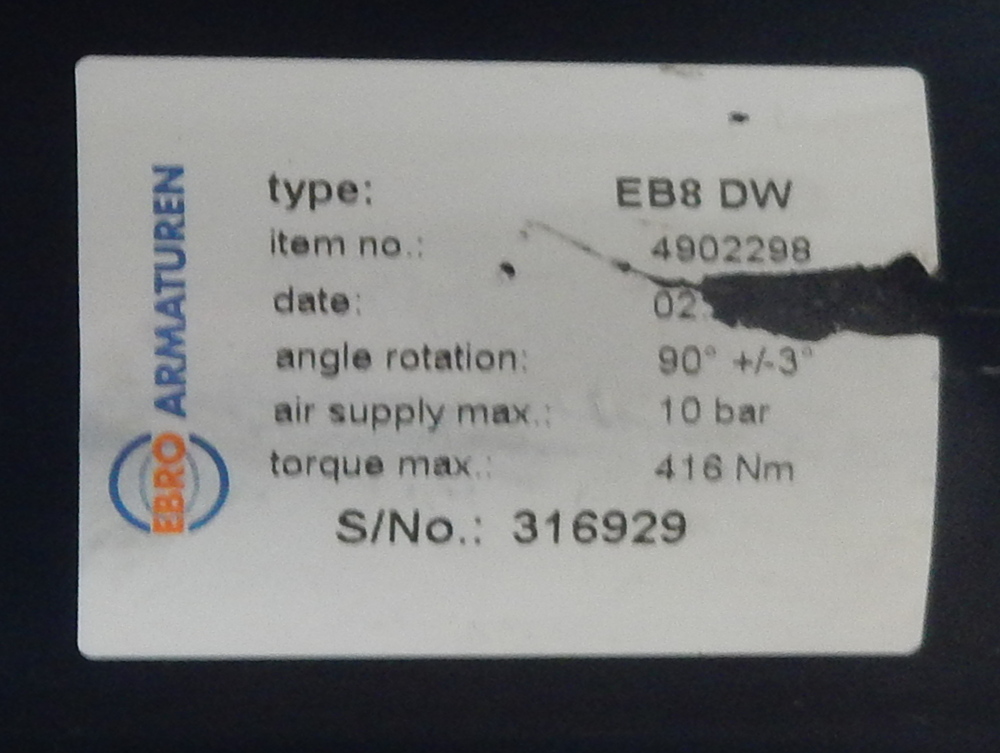 EBRO ARMATUREN
type: EB8 DW
item no.: 4902298
date: 02.
angle rotation: 90° +/-3°
air supply max.: 10 bar
torque max.: 416 Nm
S/No.: 316929